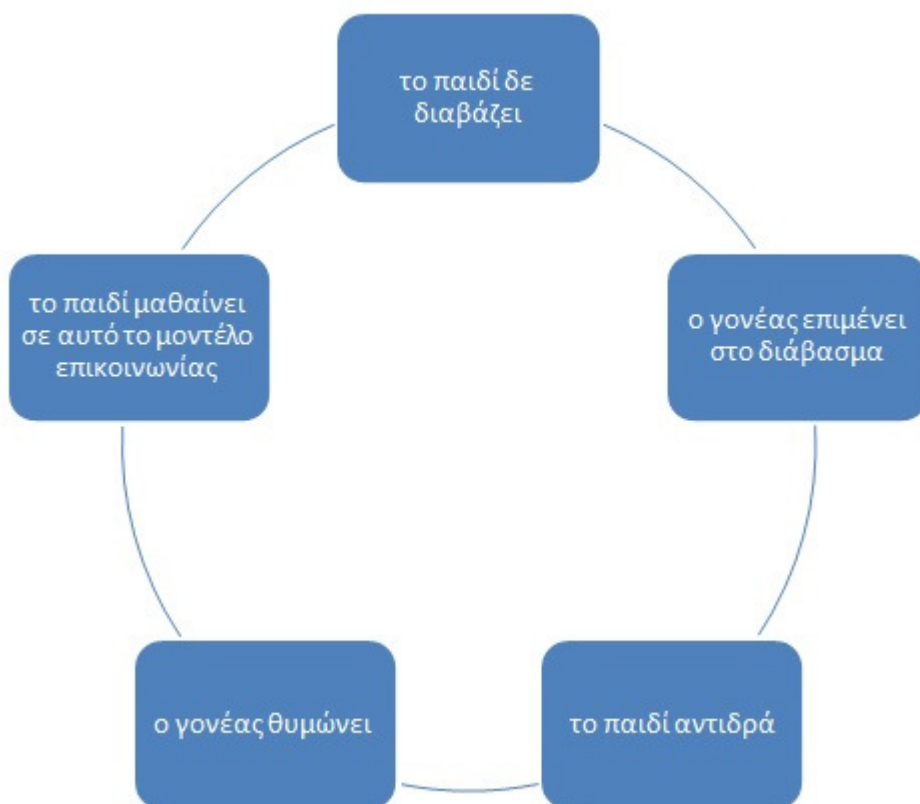 το παιδί δε
διαβάζει
ο γονέας επιμένει
στο διάβασμα
το παιδί αντιδρά
ο γονέας θυμώνει
το παιδί μαθαίνει
σε αυτό το μοντέλο
επικοινωνίας